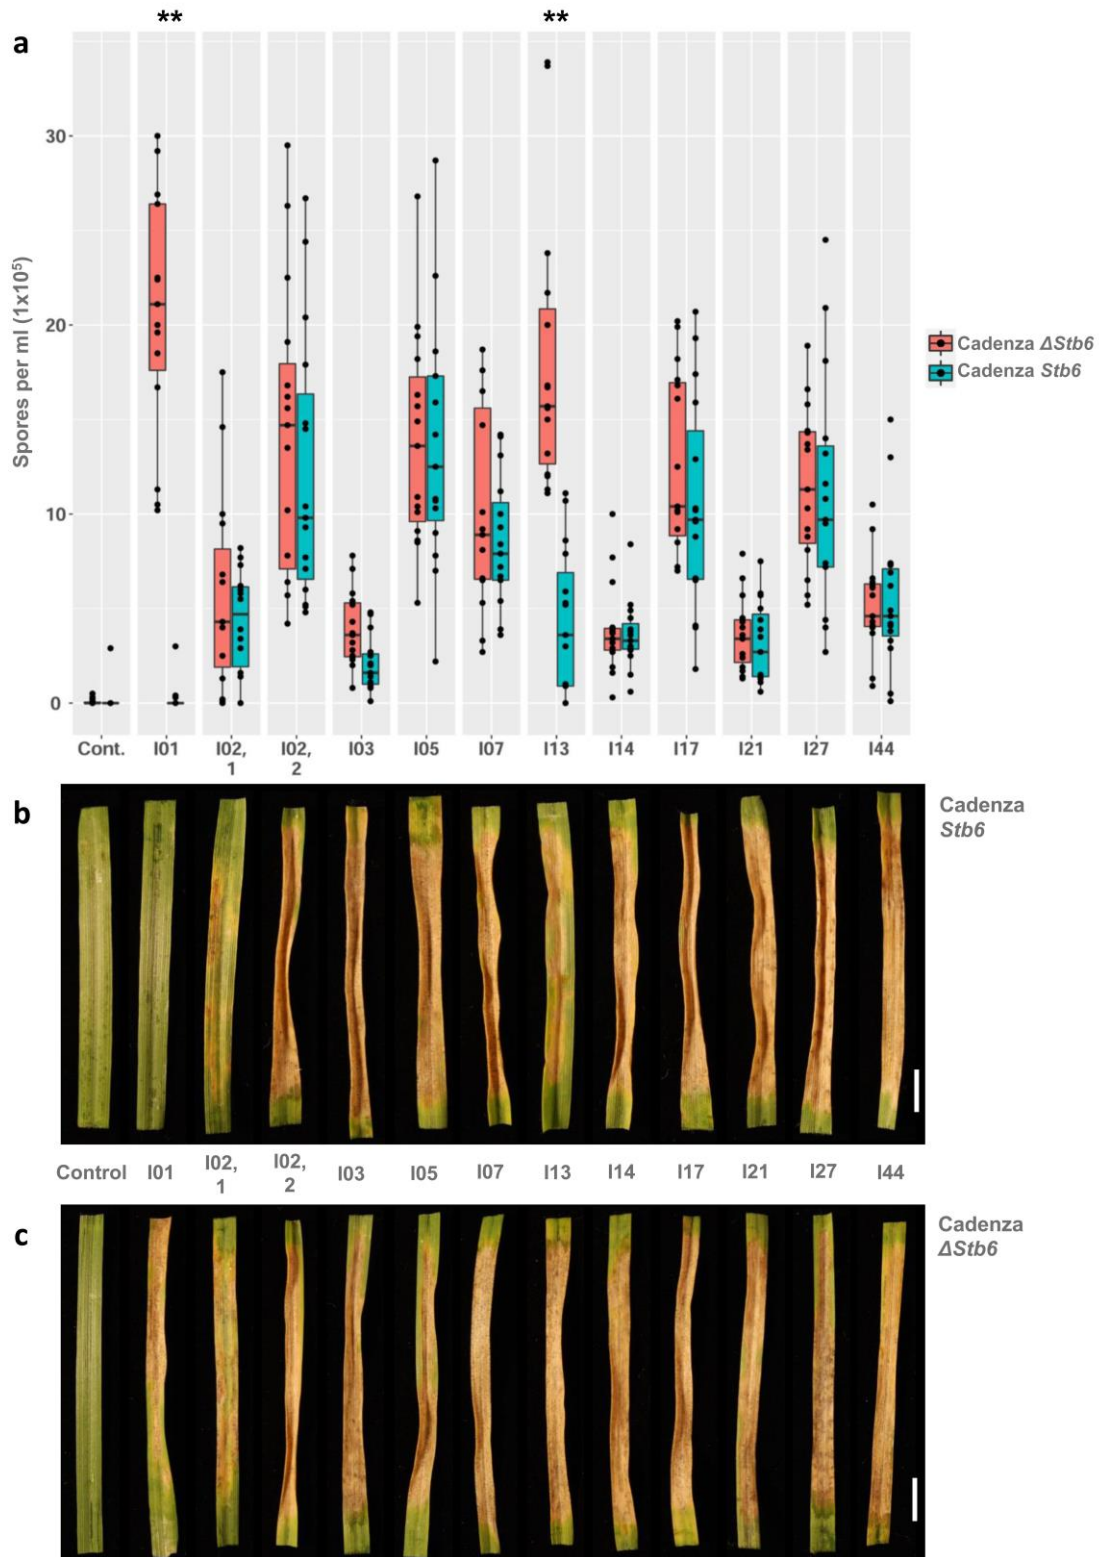 ** **
a
Spores per ml (1x10⁵)
30
20
10
0
Cadenza ΔStb6
Cadenza Stb6
Cont. I01 I02, 1 I02, 2 I03 I05 I07 I13 I14 I17 I21 I27 I44
b
Cadenza
Stb6
Control I01 I02, 1 I02, 2 I03 I05 I07 I13 I14 I17 I21 I27 I44
c
Cadenza
ΔStb6